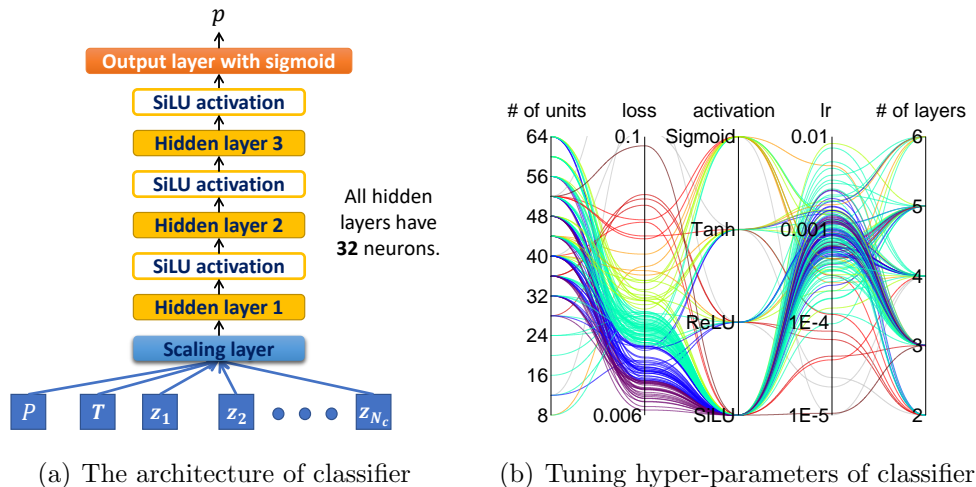 p
Output layer with sigmoid
SiLU activation
Hidden layer 3
SiLU activation
Hidden layer 2
SiLU activation
Hidden layer 1
Scaling layer
P T z₁ z₂ z_{N_c}
All hidden
layers have
32 neurons.
(a) The architecture of classifier
# of units loss activation lr # of layers
64 0.1 Sigmoid 0.01 6
56
48 Tanh 0.001 5
40 4
32 ReLU 1E-4 3
24
16
8 0.006 SiLU 1E-5 2
(b) Tuning hyper-parameters of classifier